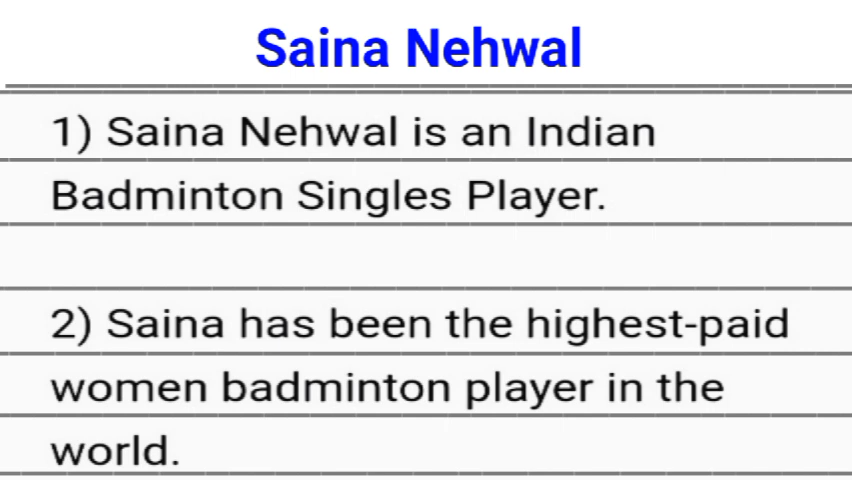 Saina Nehwal
1) Saina Nehwal is an Indian
Badminton Singles Player.
2) Saina has been the highest-paid
women badminton player in the
world.